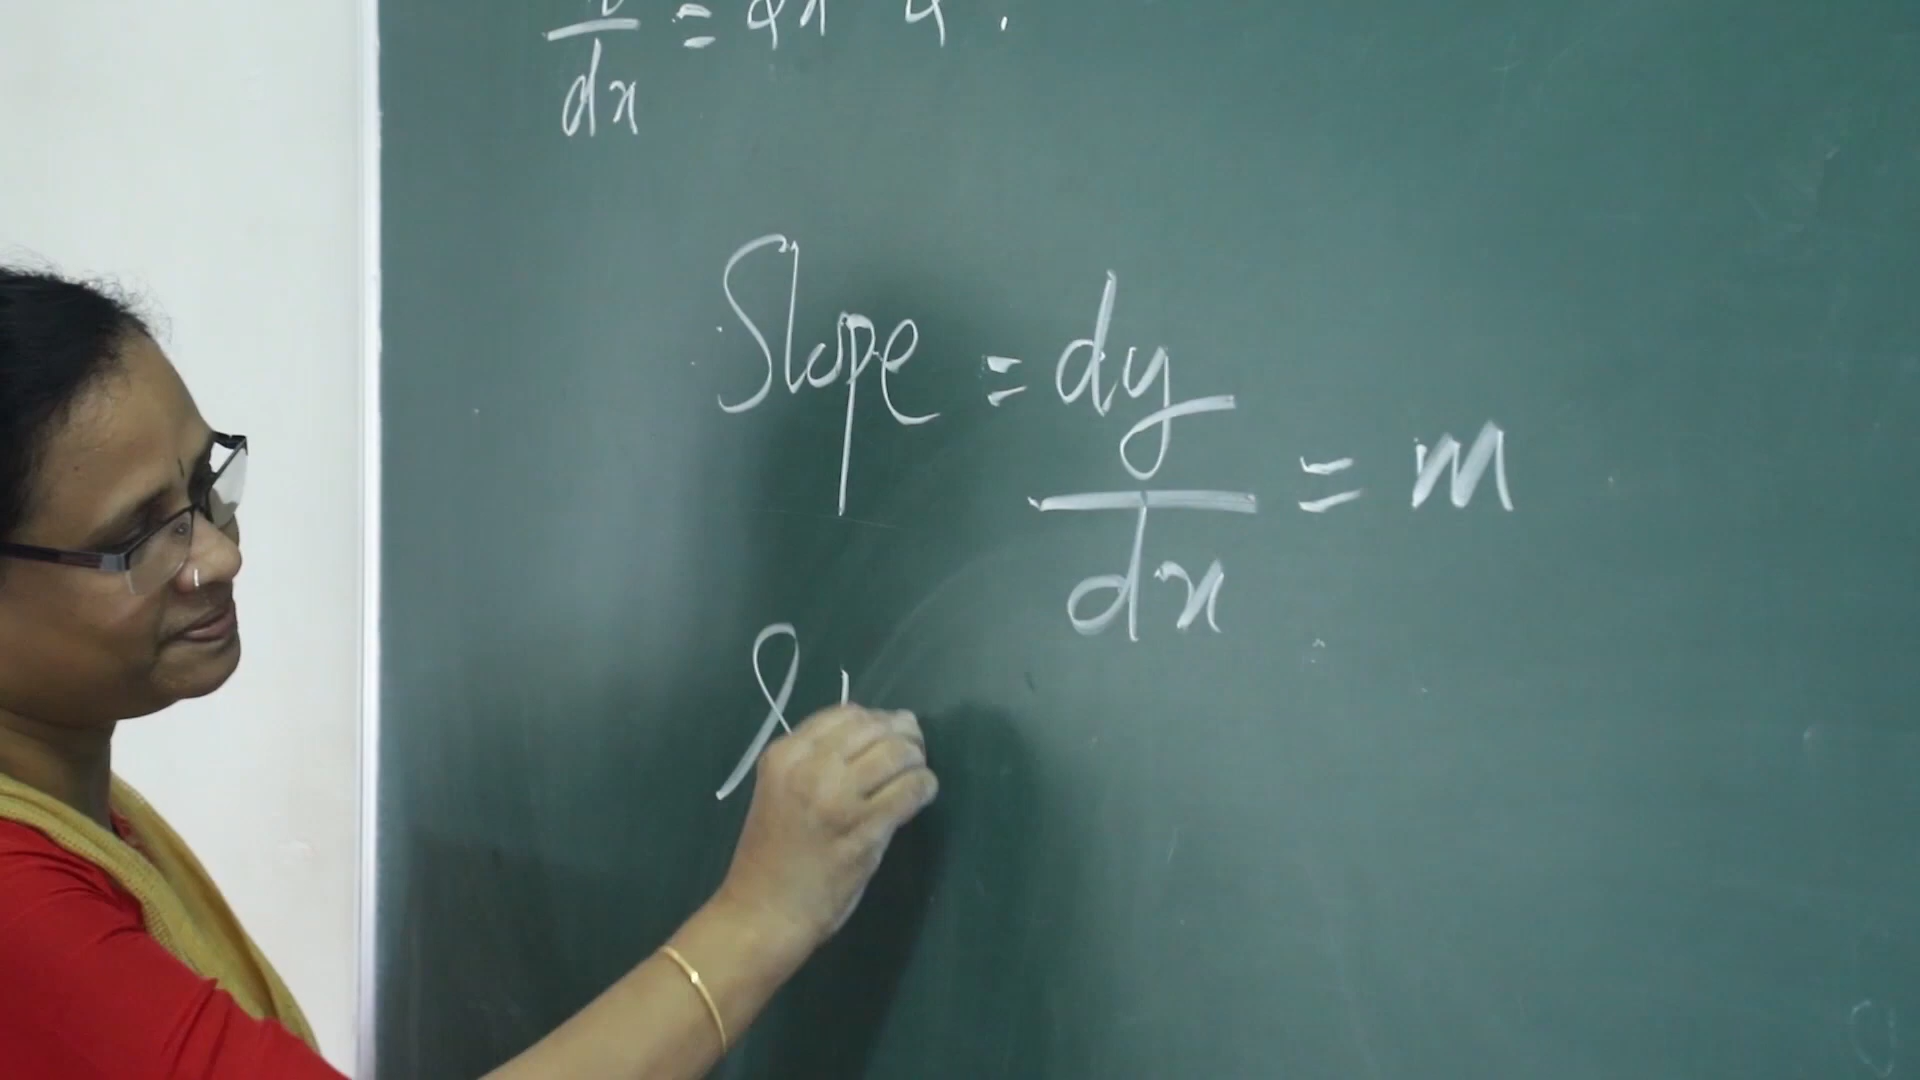 dx
Slope = dy/dx = m